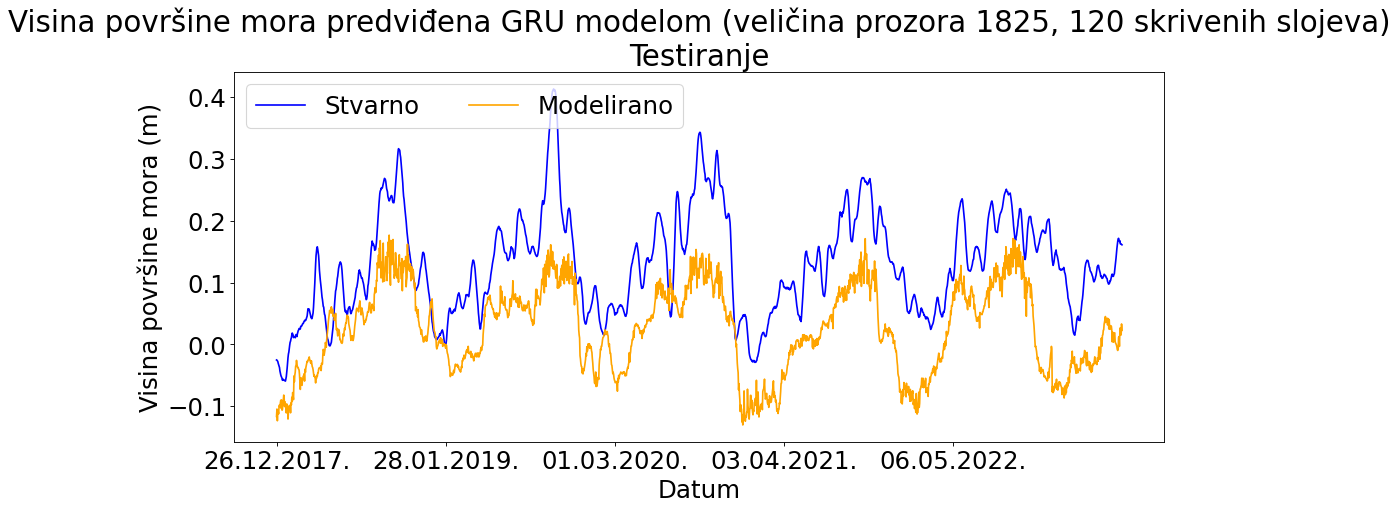 Visina površine mora predviđena GRU modelom (veličina prozora 1825, 120 skrivenih slojeva)
Testiranje
Stvarno Modelirano
Visina površine mora (m)
0.4
0.3
0.2
0.1
0.0
−0.1
26.12.2017. 28.01.2019. 01.03.2020. 03.04.2021. 06.05.2022.
Datum